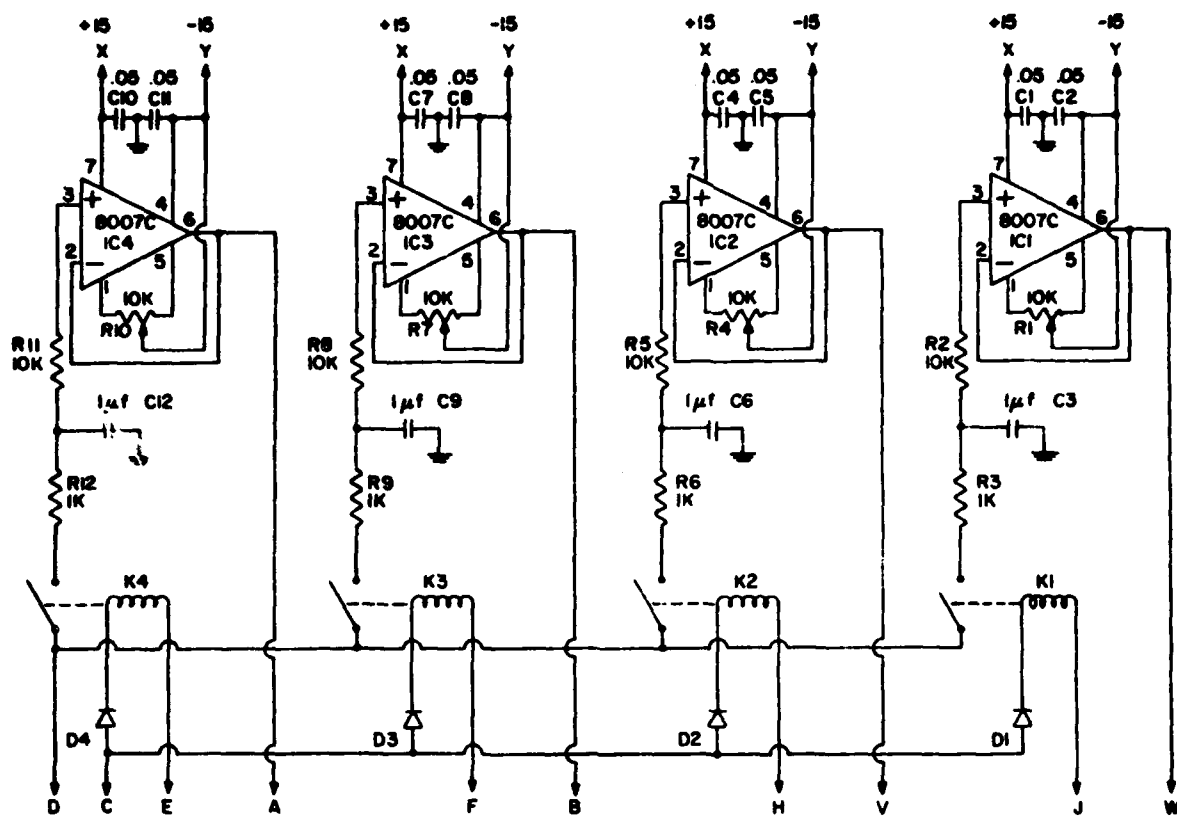 +15 -15 +15 -15 +15 -15 +15 -15
X Y X Y X Y X Y
.05 .05 .05 .05 .05 .05 .05 .05
C10 C11 C7 C8 C4 C5 C1 C2
7 7 7 7
3 + 4 3 + 4 3 + 4 3 + 4
8007C 6 8007C 6 8007C 6 8007C 6
IC4 IC3 IC2 IC1
2 − 5 2 − 5 2 − 5 2 − 5
1 1 1 1
10K 10K 10K 10K
R10 R7 R4 R1
R11 R8 R5 R2
10K 10K 10K 10K
1µf C12 1µf C9 1µf C6 1µf C3
R12 R9 R6 R3
1K 1K 1K 1K
K4 K3 K2 K1
D4 D3 D2 D1
D C E A F B H V J W